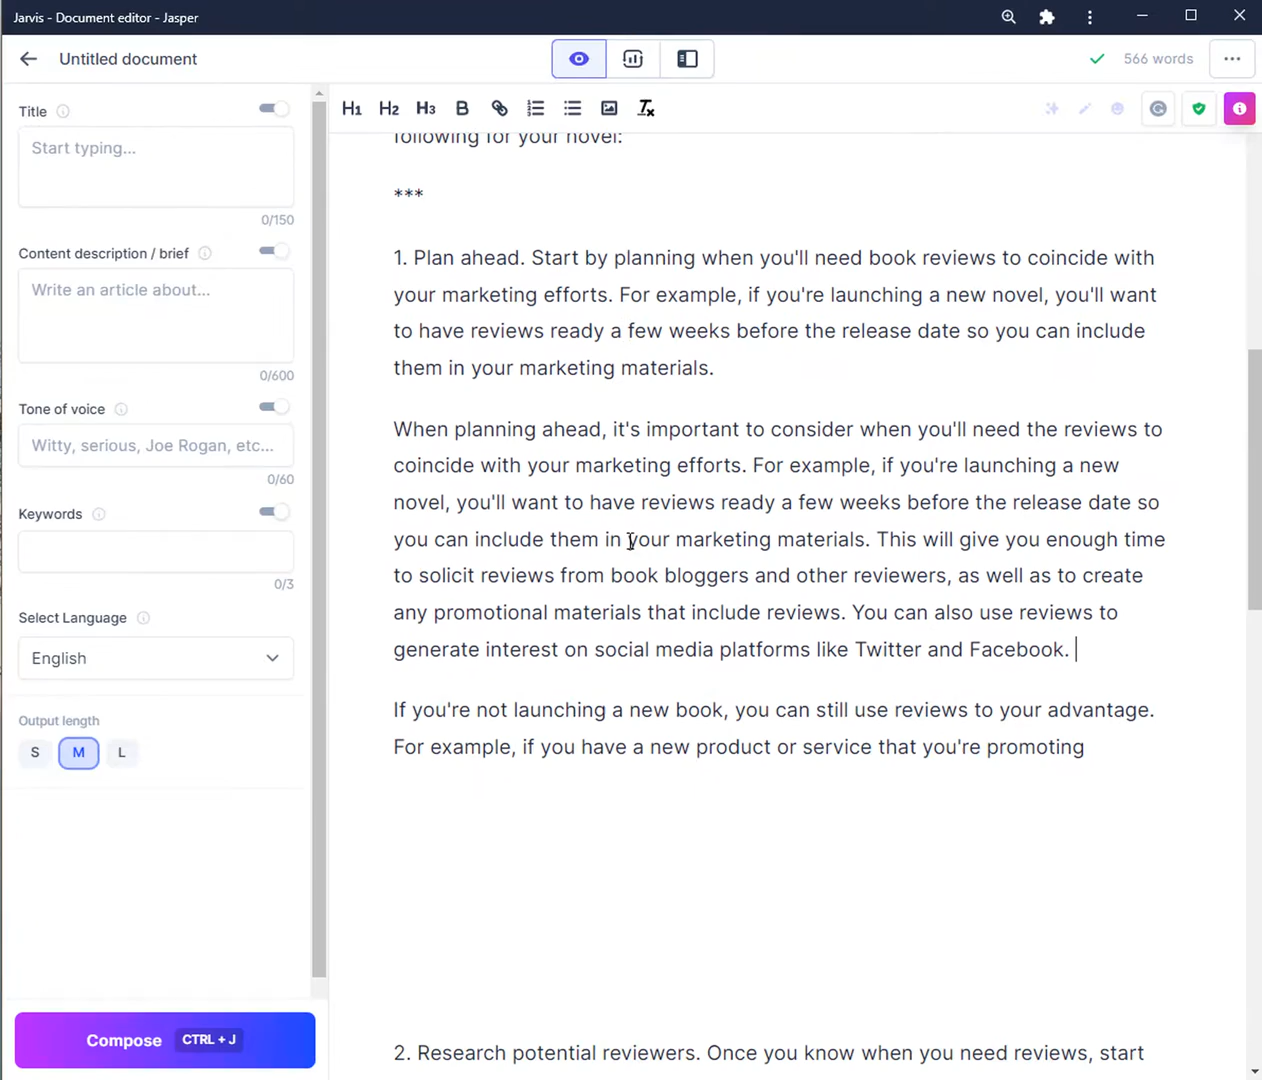 Jarvis - Document editor - Jasper
Untitled document
566 words
Title
Start typing...
0/150
Content description / brief
Write an article about...
0/600
Tone of voice
Witty, serious, Joe Rogan, etc...
0/60
Keywords
0/3
Select Language
English
Output length
S M L
Compose CTRL + J
H1 H2 H3 B
following for your novel:
***
1. Plan ahead. Start by planning when you'll need book reviews to coincide with
your marketing efforts. For example, if you're launching a new novel, you'll want
to have reviews ready a few weeks before the release date so you can include
them in your marketing materials.
When planning ahead, it's important to consider when you'll need the reviews to
coincide with your marketing efforts. For example, if you're launching a new
novel, you'll want to have reviews ready a few weeks before the release date so
you can include them in your marketing materials. This will give you enough time
to solicit reviews from book bloggers and other reviewers, as well as to create
any promotional materials that include reviews. You can also use reviews to
generate interest on social media platforms like Twitter and Facebook.
If you're not launching a new book, you can still use reviews to your advantage.
For example, if you have a new product or service that you're promoting
2. Research potential reviewers. Once you know when you need reviews, start